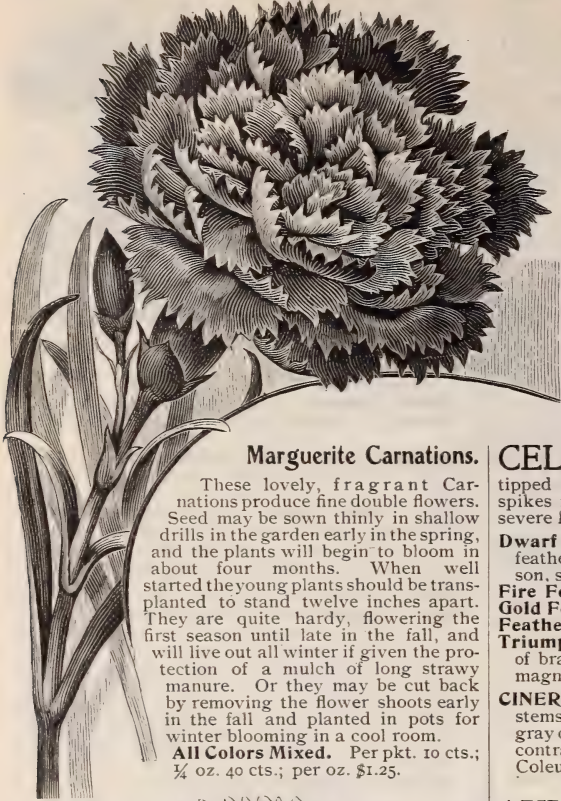 Marguerite Carnations.
These lovely, fragrant Car-
nations produce fine double flowers.
Seed may be sown thinly in shallow
drills in the garden early in the spring,
and the plants will begin to bloom in
about four months. When well
started the young plants should be trans-
planted to stand twelve inches apart.
They are quite hardy, flowering the
first season until late in the fall, and
will live out all winter if given the pro-
tection of a mulch of long strawy
manure. Or they may be cut back
by removing the flower shoots early
in the fall and planted in pots for
winter blooming in a cool room.
All Colors Mixed. Per pkt. 10 cts.;
¼ oz. 40 cts.; per oz. $1.25.
CEL
tipped
spikes
severe
Dwarf
feathe
son, s
Fire Fe
Gold Fe
Feathe
Triump
of bra
magn
CINER
stems
gray o
contra
Coleu